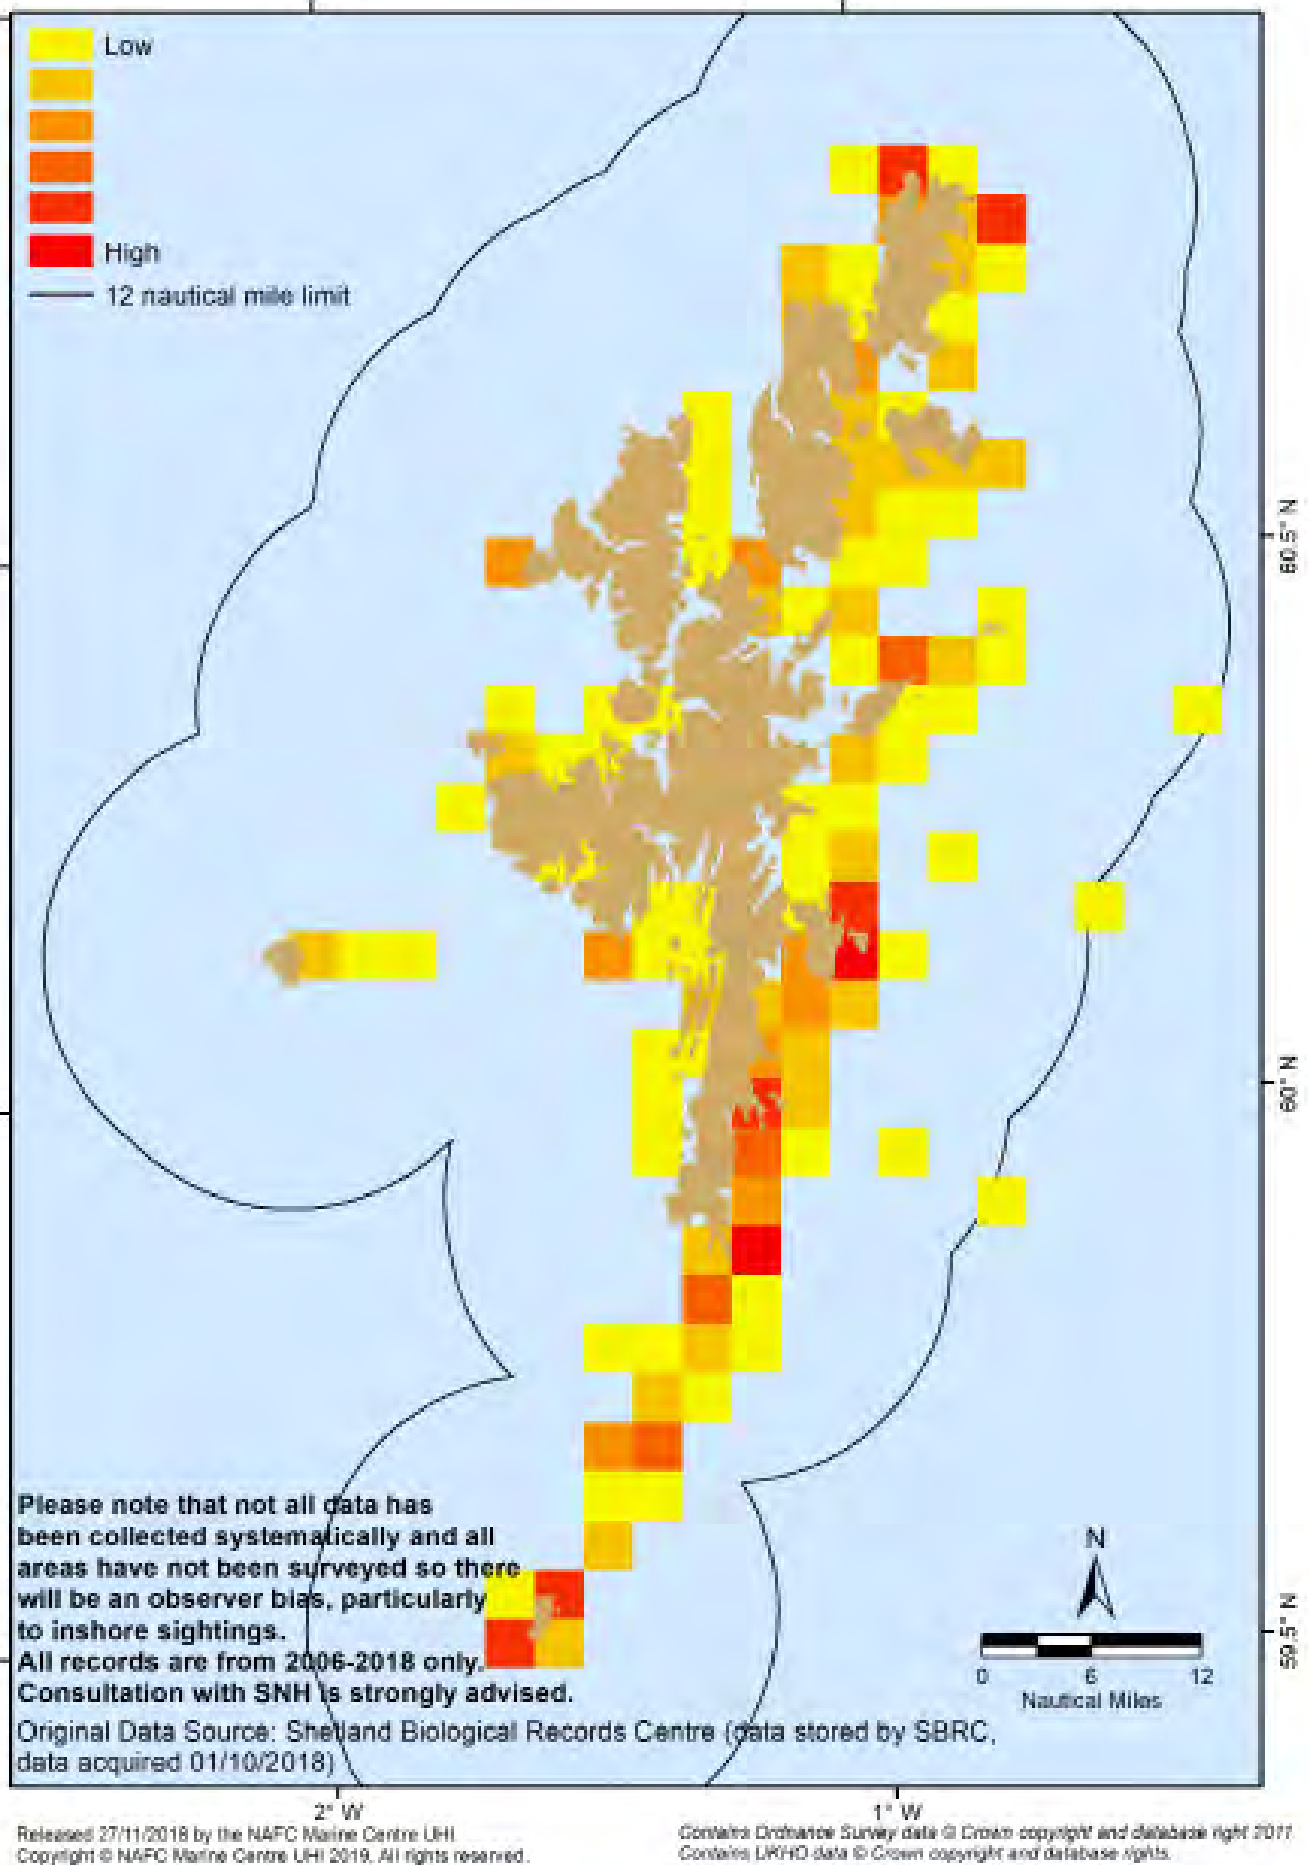 Low
High
12 nautical mile limit
60.5° N
60° N
59.5° N
N
0 6 12
Nautical Miles
Please note that not all data has
been collected systematically and all
areas have not been surveyed so there
will be an observer bias, particularly
to inshore sightings.
All records are from 2006-2018 only.
Consultation with SNH is strongly advised.
Original Data Source: Shetland Biological Records Centre (data stored by SBRC,
data acquired 01/10/2018)
2° W 1° W
Released 27/11/2018 by the NAFC Marine Centre UHI
Copyright © NAFC Marine Centre UHI 2019. All rights reserved.
Contains Ordnance Survey data © Crown copyright and database right 2011
Contains UKHO data © Crown copyright and database rights.